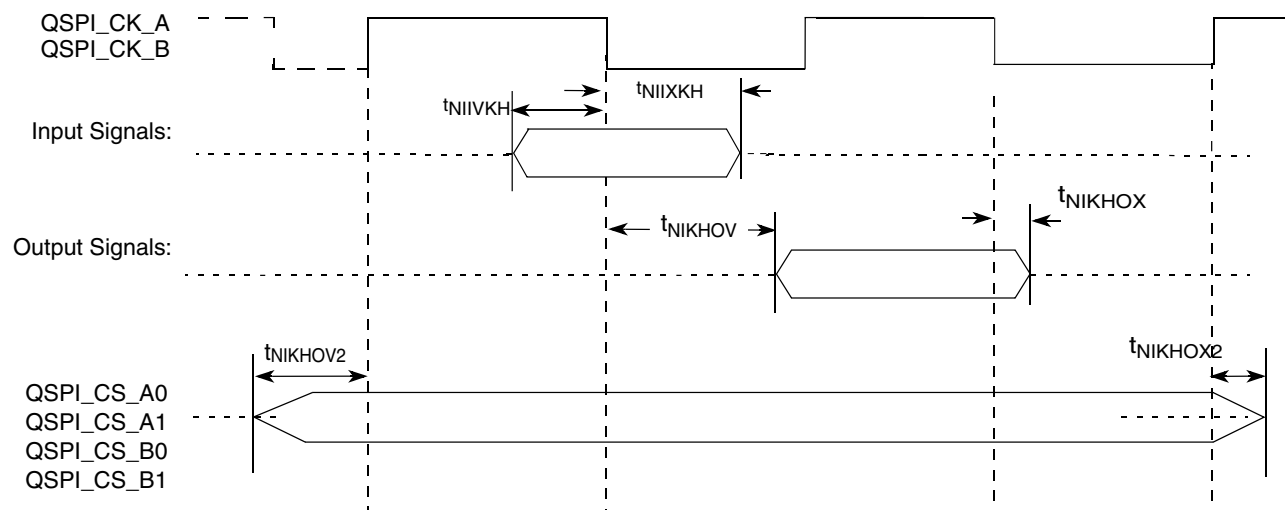 QSPI_CK_A
QSPI_CK_B
tNIIVKH
tNIIXKH
Input Signals:
tNIKHOX
tNIKHOV
Output Signals:
tNIKHOV2
tNIKHOX2
QSPI_CS_A0
QSPI_CS_A1
QSPI_CS_B0
QSPI_CS_B1